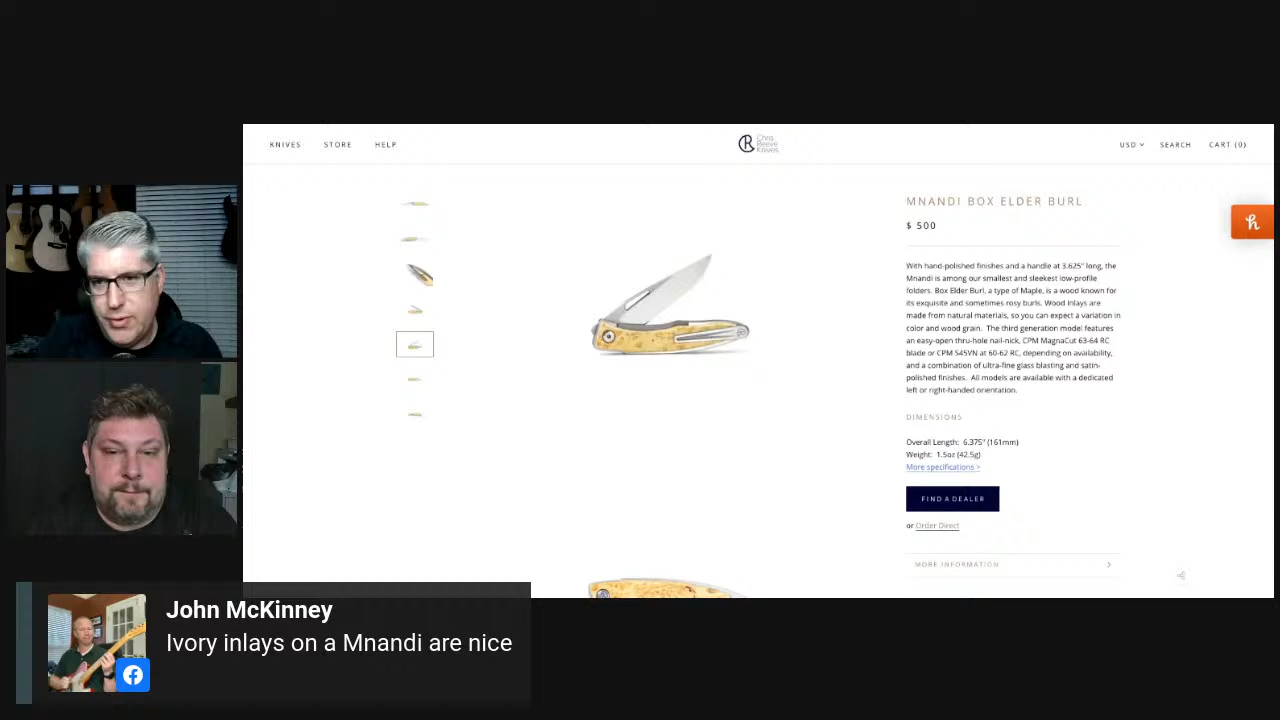 KNIVES STORE HELP
Chris
Reeve
Knives
USD SEARCH CART (0)
MNANDI BOX ELDER BURL
$ 500
With hand-polished finishes and a handle at 3.625" long, the
Mnandi is among our smallest and sleekest low-profile
folders. Box Elder Burl, a type of Maple, is a wood known for
its exquisite and sometimes rosy burls. Wood Inlays are
made from natural materials, so you can expect a variation in
color and wood grain. The third generation model features
an easy-open thru-hole nail-nick, CPM MagnaCut 63-64 RC
blade or CPM S45VN at 60-62 RC, depending on availability,
and a combination of ultra-fine glass blasting and satin-
polished finishes. All models are available with a dedicated
left or right-handed orientation.
DIMENSIONS
Overall Length: 6.375" (161mm)
Weight: 1.5oz (42.5g)
More specifications >
FIND A DEALER
or Order Direct
MORE INFORMATION
John McKinney
Ivory inlays on a Mnandi are nice